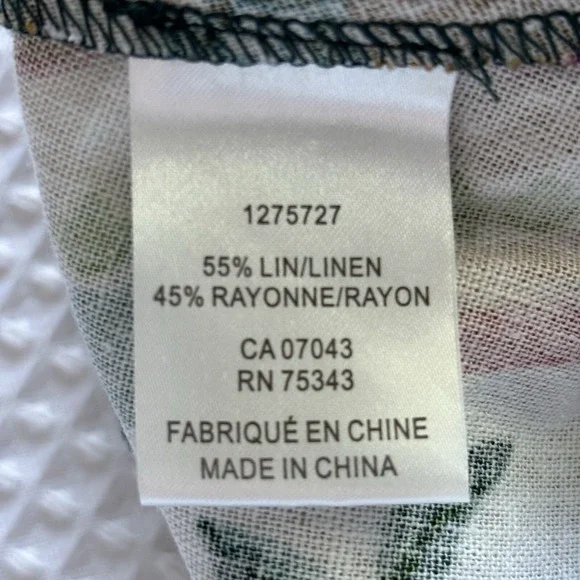 1275727
55% LIN/LINEN
45% RAYONNE/RAYON
CA 07043
RN 75343
FABRIQUÉ EN CHINE
MADE IN CHINA